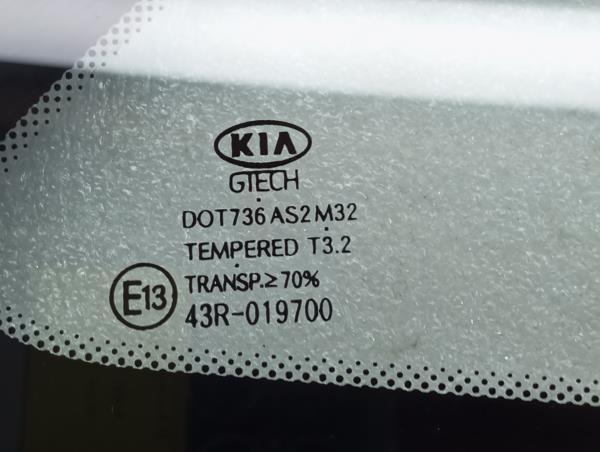 KIA
GTECH
DOT736 AS2 M32
TEMPERED T3.2
TRANSP.≥70%
E13
43R-019700